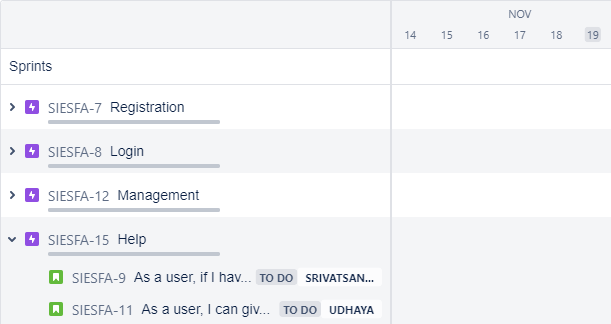 NOV
14 15 16 17 18 19
Sprints
SIESFA-7 Registration
SIESFA-8 Login
SIESFA-12 Management
SIESFA-15 Help
SIESFA-9 As a user, if I hav... TO DO SRIVATSAN...
SIESFA-11 As a user, I can giv... TO DO UDHAYA